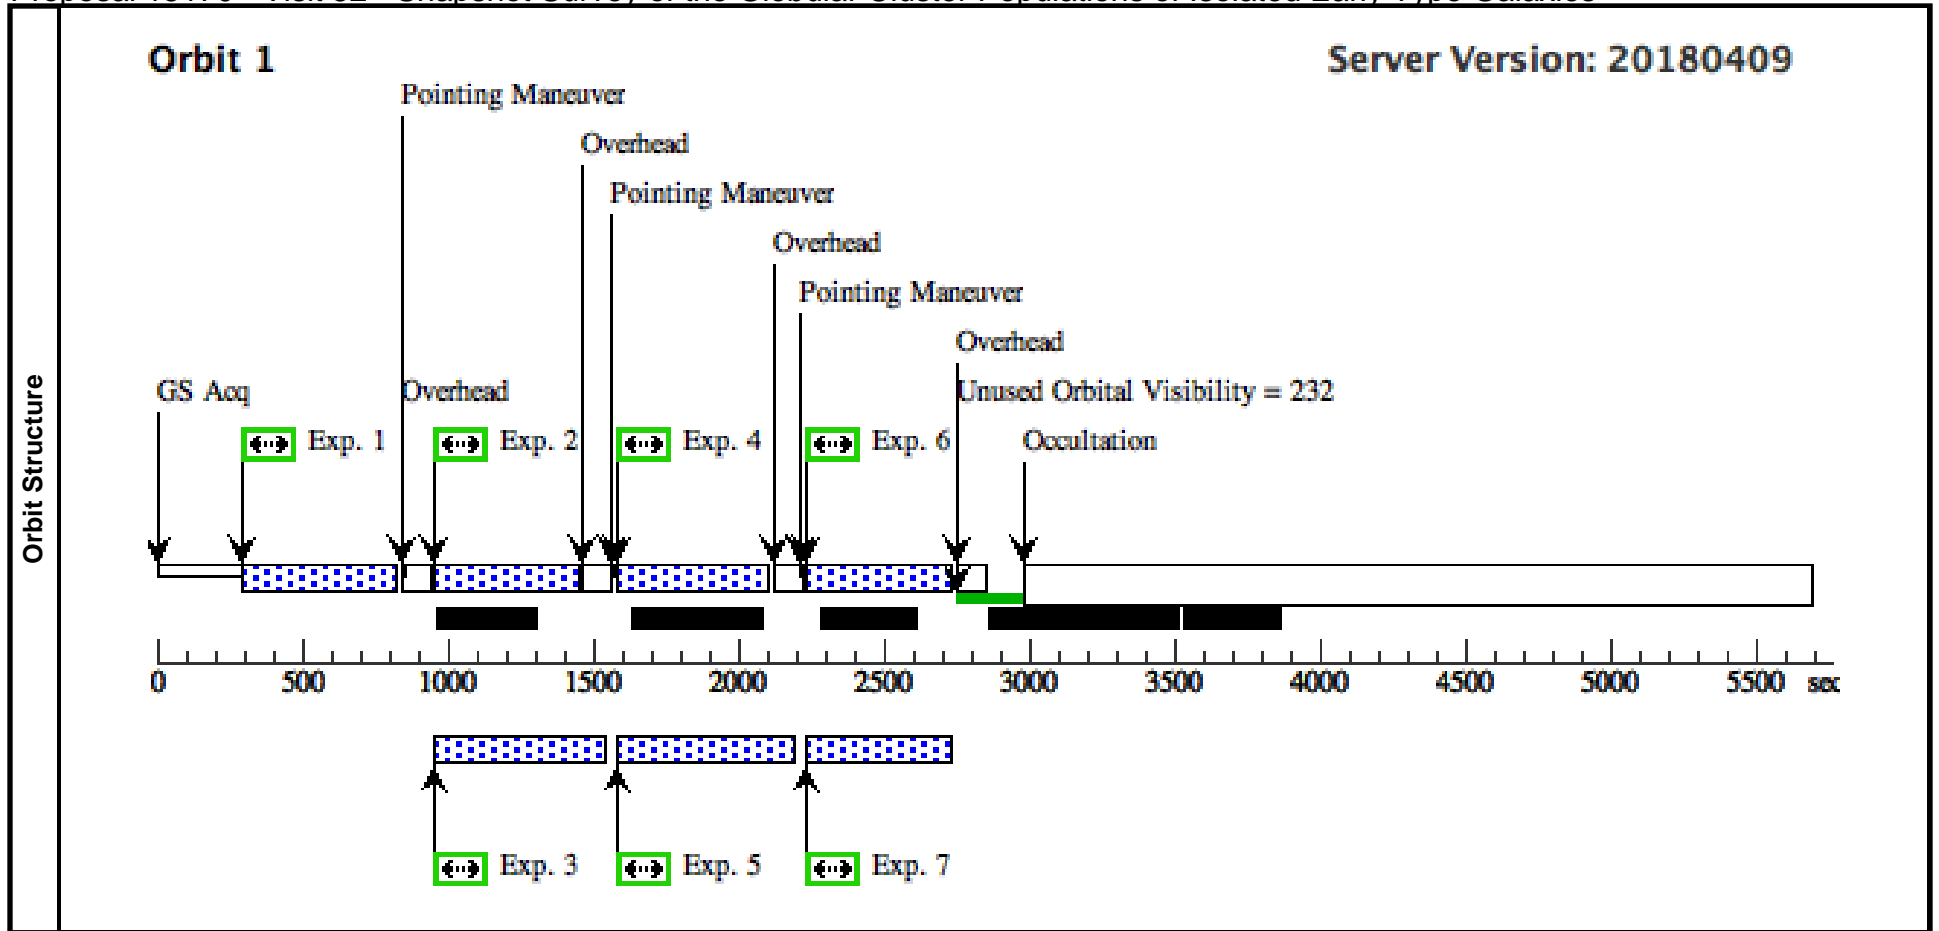 Orbit 1
Server Version: 20180409
Pointing Maneuver
Overhead
Pointing Maneuver
Overhead
Pointing Maneuver
Overhead
GS Acq
Overhead
Unused Orbital Visibility = 232
Exp. 1
Exp. 2
Exp. 4
Exp. 6
Occultation
Orbit Structure
0 500 1000 1500 2000 2500 3000 3500 4000 4500 5000 5500 sec
Exp. 3
Exp. 5
Exp. 7